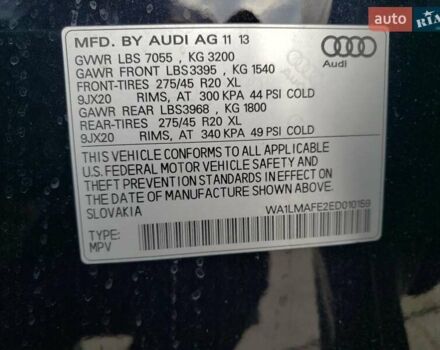 auto.RIA
MFD. BY AUDI AG 11 13
GVWR LBS 7055 , KG 3200
GAWR FRONT LBS3395 , KG 1540
FRONT-TIRES 275/45 R20 XL
9JX20 RIMS, AT 300 KPA 44 PSI COLD
GAWR REAR LBS3968 , KG 1800
REAR-TIRES 275/45 R20 XL
9JX20 RIMS, AT 340 KPA 49 PSI COLD
Audi
THIS VEHICLE CONFORMS TO ALL APPLICABLE
U.S. FEDERAL MOTOR VEHICLE SAFETY AND
THEFT PREVENTION STANDARDS IN EFFECT ON
THE DATE OF MANUFACTURE SHOWN ABOVE.
SLOVAKIA
WA1LMAFE2ED010159
TYPE:
MPV